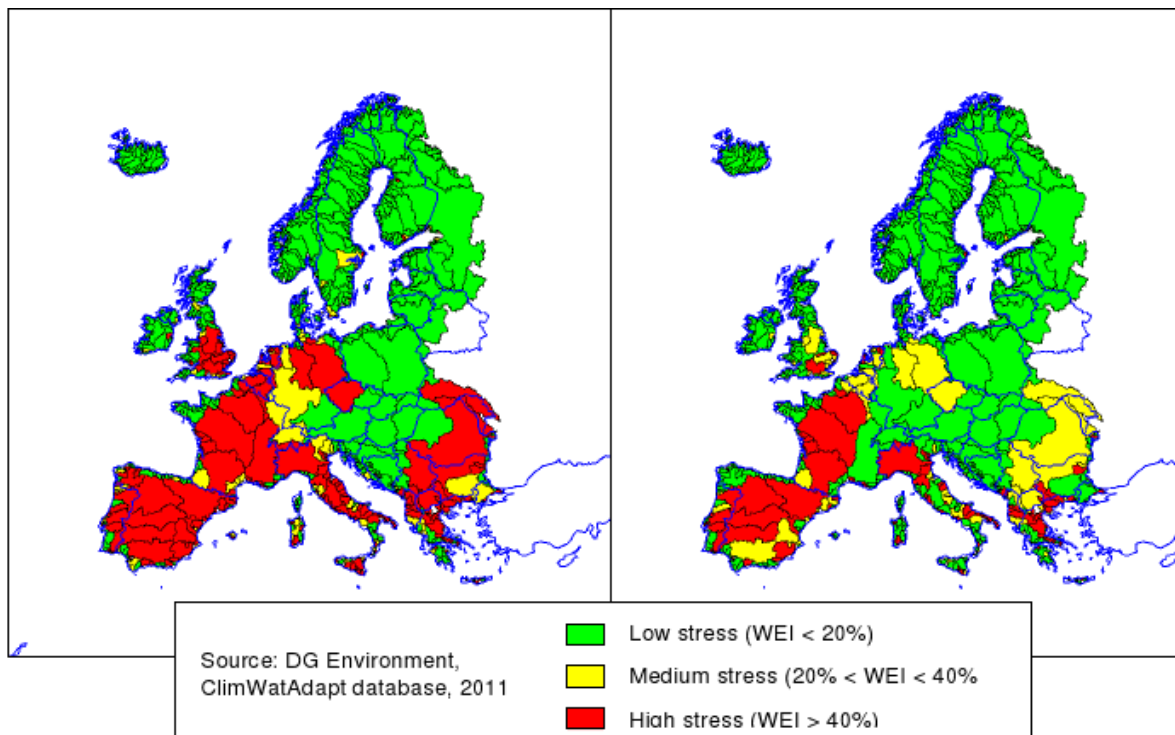 Source: DG Environment,
ClimWatAdapt database, 2011
Low stress (WEI < 20%)
Medium stress (20% < WEI < 40%
High stress (WEI > 40%)